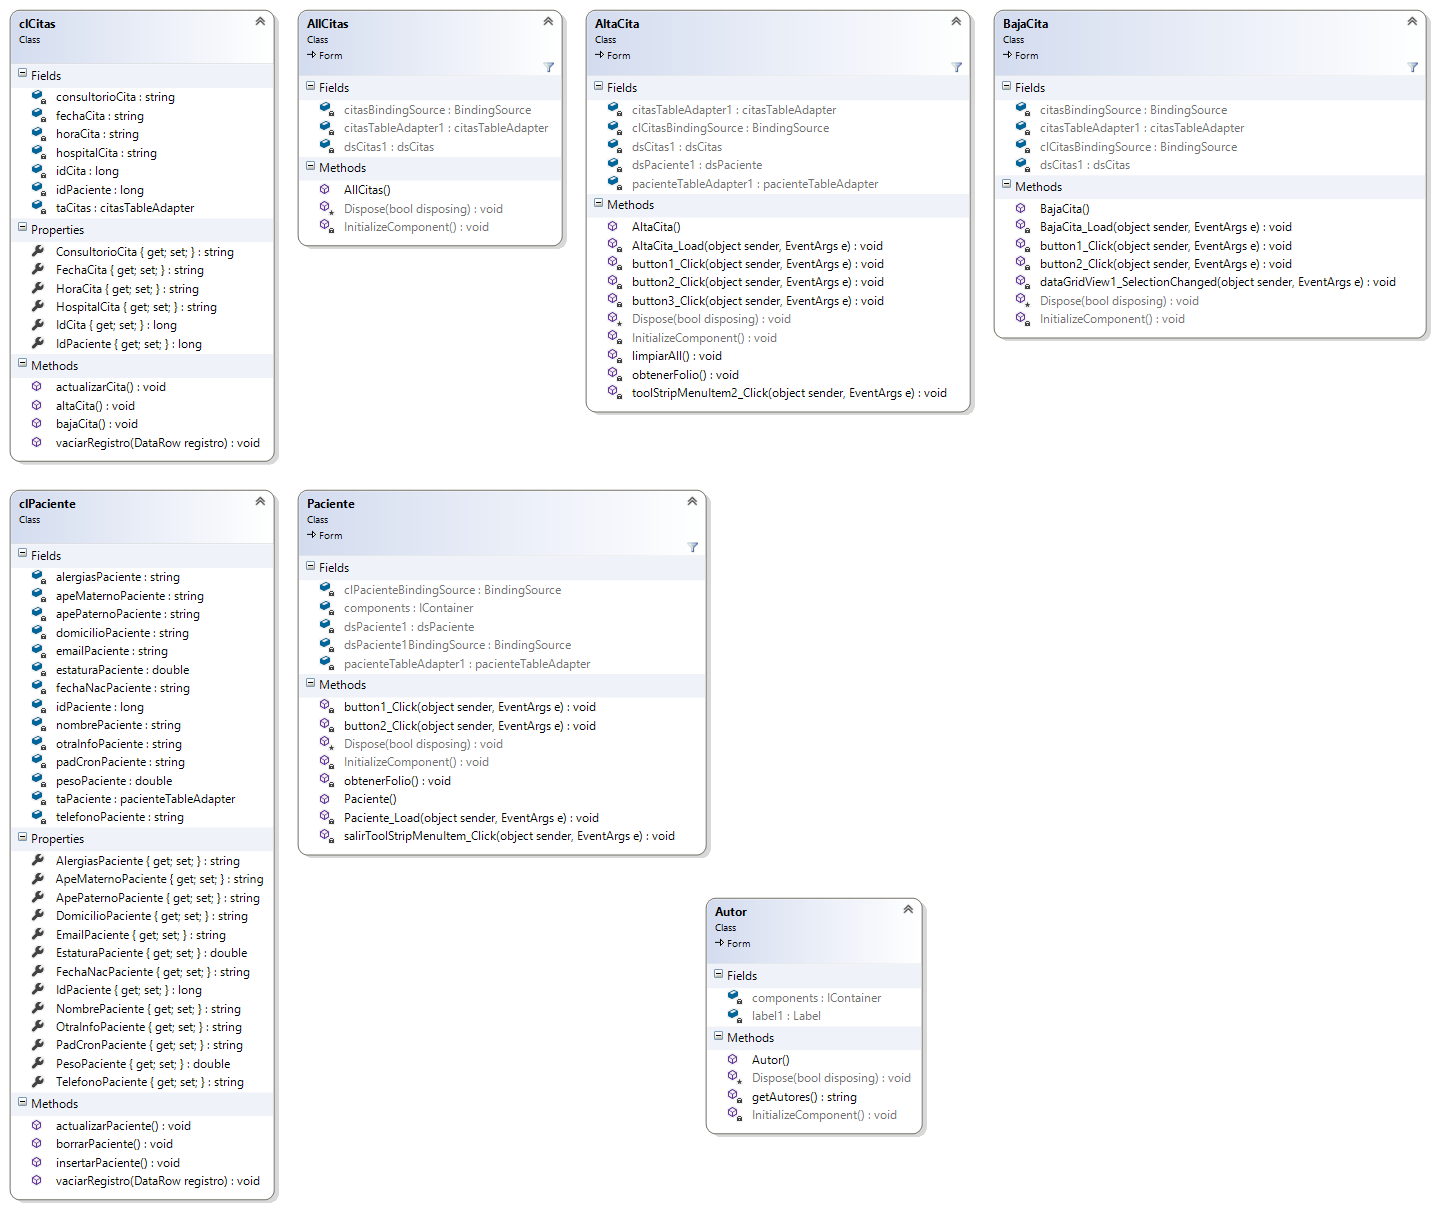 clCitas
Class
Fields
consultorioCita : string
fechaCita : string
horaCita : string
hospitalCita : string
idCita : long
idPaciente : long
taCitas : citasTableAdapter
Properties
ConsultorioCita { get; set; } : string
FechaCita { get; set; } : string
HoraCita { get; set; } : string
HospitalCita { get; set; } : string
IdCita { get; set; } : long
IdPaciente { get; set; } : long
Methods
actualizarCita() : void
altaCita() : void
bajaCita() : void
vaciarRegistro(DataRow registro) : void
AllCitas
Class
Form
Fields
citasBindingSource : BindingSource
citasTableAdapter1 : citasTableAdapter
dsCitas1 : dsCitas
Methods
AllCitas()
Dispose(bool disposing) : void
InitializeComponent() : void
AltaCita
Class
Form
Fields
citasTableAdapter1 : citasTableAdapter
clCitasBindingSource : BindingSource
dsCitas1 : dsCitas
dsPaciente1 : dsPaciente
pacienteTableAdapter1 : pacienteTableAdapter
Methods
AltaCita()
AltaCita_Load(object sender, EventArgs e) : void
button1_Click(object sender, EventArgs e) : void
button2_Click(object sender, EventArgs e) : void
button3_Click(object sender, EventArgs e) : void
Dispose(bool disposing) : void
InitializeComponent() : void
limpiarAll() : void
obtenerFolio() : void
toolStripMenuItem2_Click(object sender, EventArgs e) : void
BajaCita
Class
Form
Fields
citasBindingSource : BindingSource
citasTableAdapter1 : citasTableAdapter
clCitasBindingSource : BindingSource
dsCitas1 : dsCitas
Methods
BajaCita()
BajaCita_Load(object sender, EventArgs e) : void
button1_Click(object sender, EventArgs e) : void
button2_Click(object sender, EventArgs e) : void
dataGridView1_SelectionChanged(object sender, EventArgs e) : void
Dispose(bool disposing) : void
InitializeComponent() : void
clPaciente
Class
Fields
alergiasPaciente : string
apeMaternoPaciente : string
apePaternoPaciente : string
domicilioPaciente : string
emailPaciente : string
estaturaPaciente : double
fechaNacPaciente : string
idPaciente : long
nombrePaciente : string
otraInfoPaciente : string
padCronPaciente : string
pesoPaciente : double
taPaciente : pacienteTableAdapter
telefonoPaciente : string
Properties
AlergiasPaciente { get; set; } : string
ApeMaternoPaciente { get; set; } : string
ApePaternoPaciente { get; set; } : string
DomicilioPaciente { get; set; } : string
EmailPaciente { get; set; } : string
EstaturaPaciente { get; set; } : double
FechaNacPaciente { get; set; } : string
IdPaciente { get; set; } : long
NombrePaciente { get; set; } : string
OtraInfoPaciente { get; set; } : string
PadCronPaciente { get; set; } : string
PesoPaciente { get; set; } : double
TelefonoPaciente { get; set; } : string
Methods
actualizarPaciente() : void
borrarPaciente() : void
insertarPaciente() : void
vaciarRegistro(DataRow registro) : void
Paciente
Class
Form
Fields
clPacienteBindingSource : BindingSource
components : IContainer
dsPaciente1 : dsPaciente
dsPaciente1BindingSource : BindingSource
pacienteTableAdapter1 : pacienteTableAdapter
Methods
button1_Click(object sender, EventArgs e) : void
button2_Click(object sender, EventArgs e) : void
Dispose(bool disposing) : void
InitializeComponent() : void
obtenerFolio() : void
Paciente()
Paciente_Load(object sender, EventArgs e) : void
salirToolStripMenuItem_Click(object sender, EventArgs e) : void
Autor
Class
Form
Fields
components : IContainer
label1 : Label
Methods
Autor()
Dispose(bool disposing) : void
getAutores() : string
InitializeComponent() : void